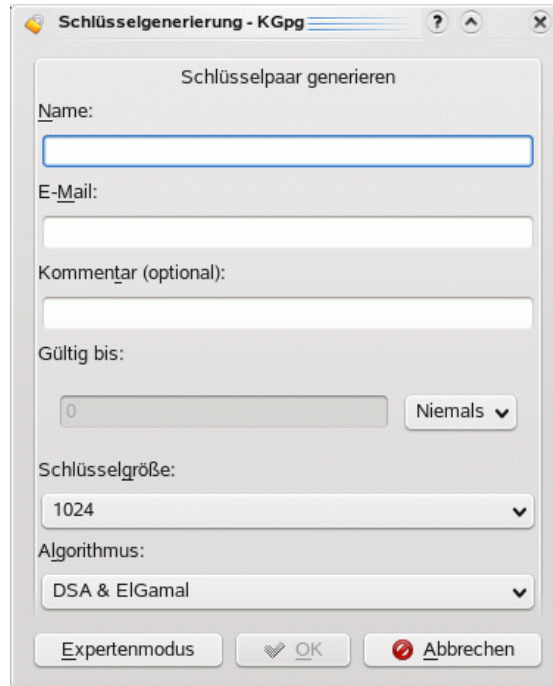 Schlüsselgenerierung - KGpg
Schlüsselpaar generieren
Name:
E-Mail:
Kommentar (optional):
Gültig bis:
0 Niemals
Schlüsselgröße:
1024
Algorithmus:
DSA & ElGamal
Expertenmodus OK Abbrechen